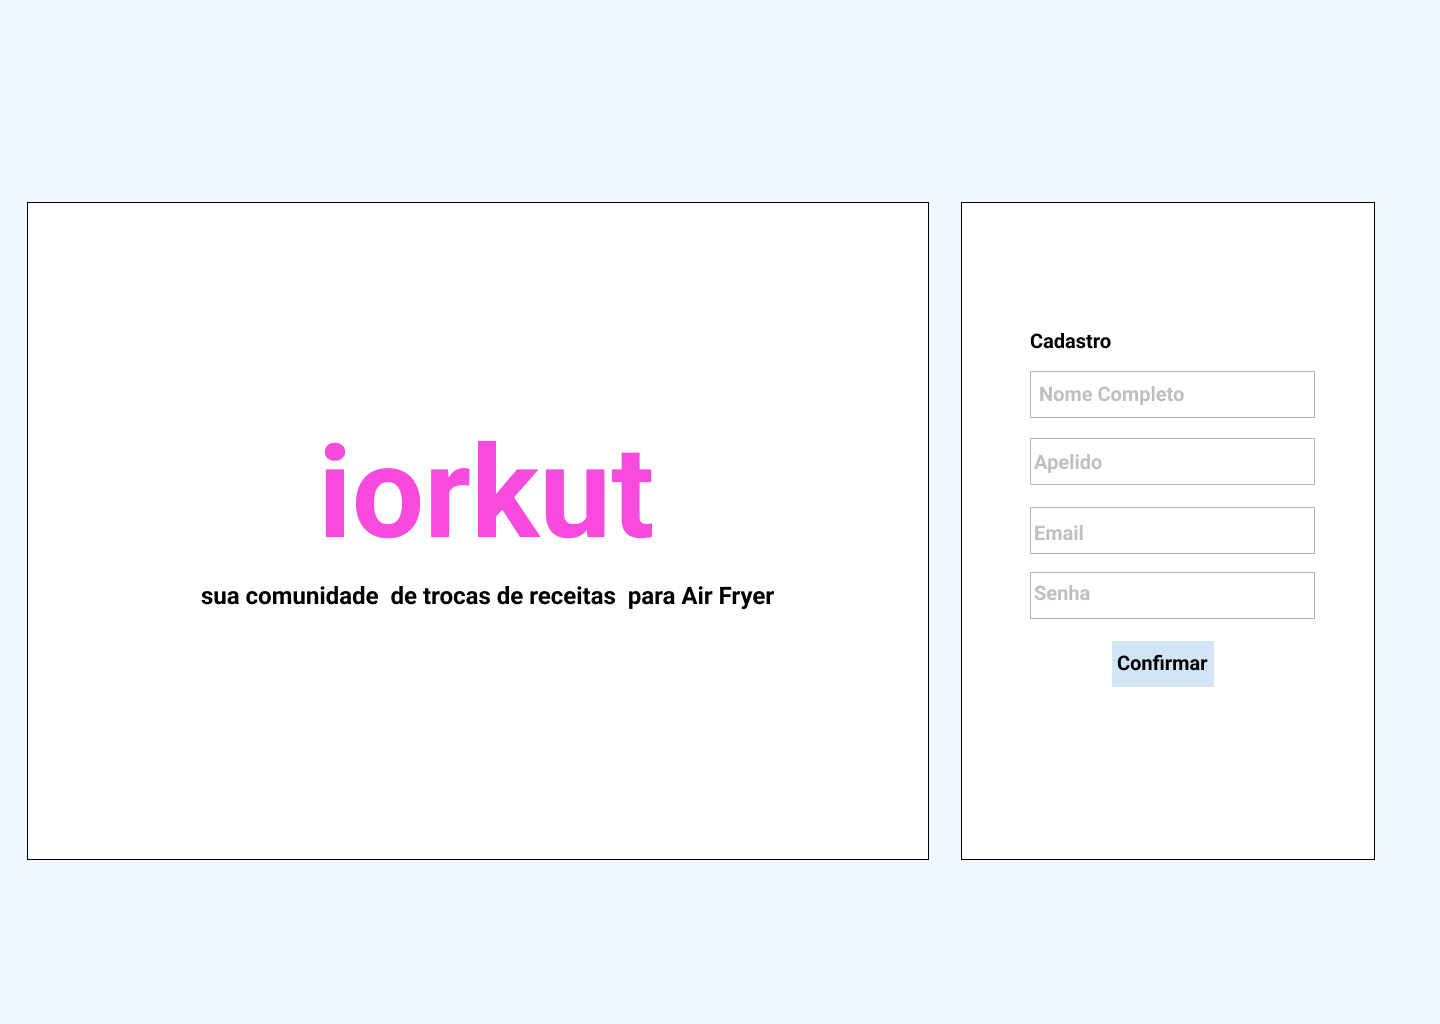 iorkut
sua comunidade  de trocas de receitas  para Air Fryer
Cadastro
Nome Completo
Apelido
Email
Senha
Confirmar